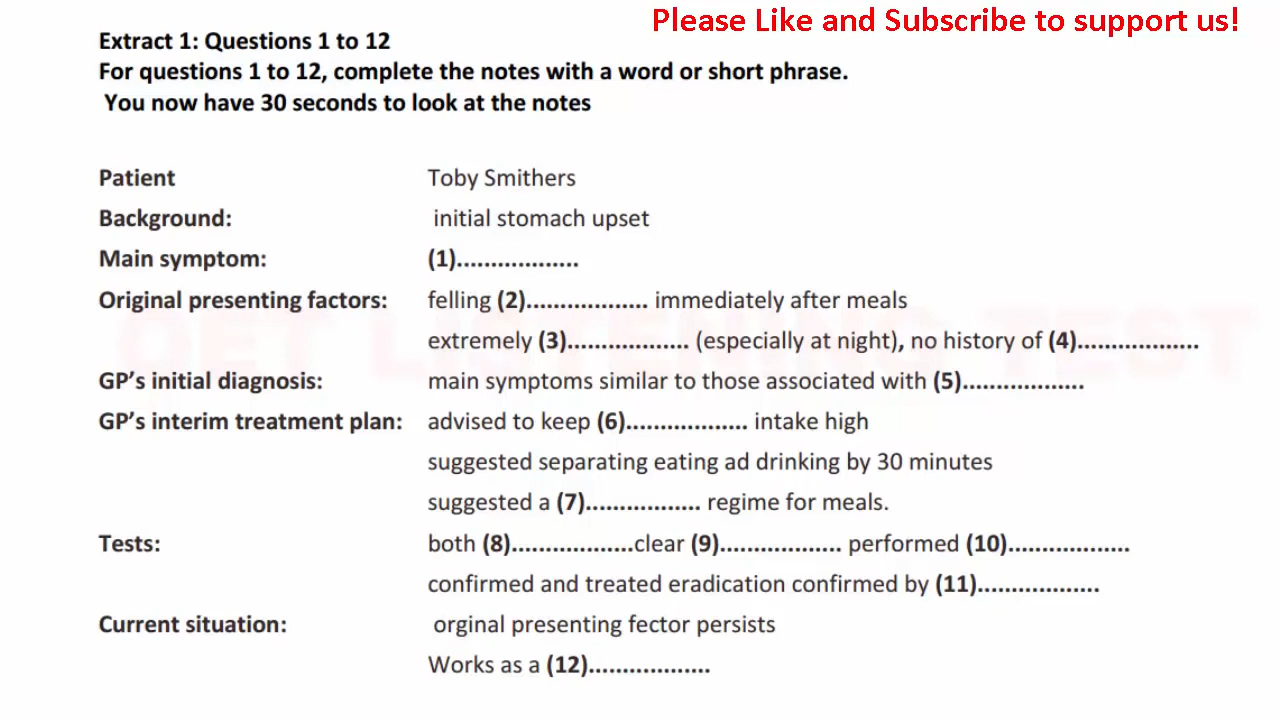 Please Like and Subscribe to support us!
Extract 1: Questions 1 to 12
For questions 1 to 12, complete the notes with a word or short phrase.
You now have 30 seconds to look at the notes
Patient Toby Smithers
Background: initial stomach upset
Main symptom: (1)..................
Original presenting factors: felling (2).................. immediately after meals
extremely (3).................. (especially at night), no history of (4)..................
OET LISTENING TEST
GP’s initial diagnosis: main symptoms similar to those associated with (5)..................
GP’s interim treatment plan: advised to keep (6).................. intake high
suggested separating eating ad drinking by 30 minutes
suggested a (7)................. regime for meals.
Tests: both (8)..................clear (9).................. performed (10)..................
confirmed and treated eradication confirmed by (11)..................
Current situation: orginal presenting fector persists
Works as a (12)..................